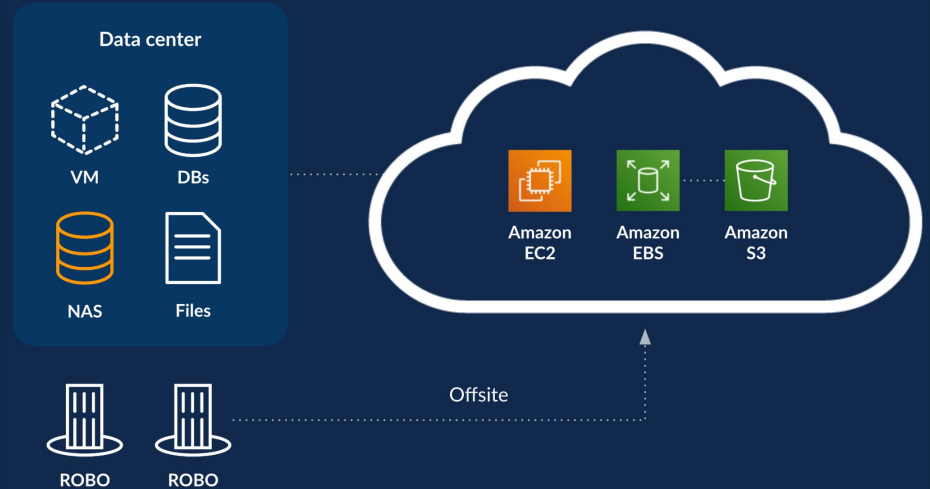 Data center
VM
DBs
NAS
Files
Amazon
EC2
Amazon
EBS
Amazon
S3
Offsite
ROBO
ROBO